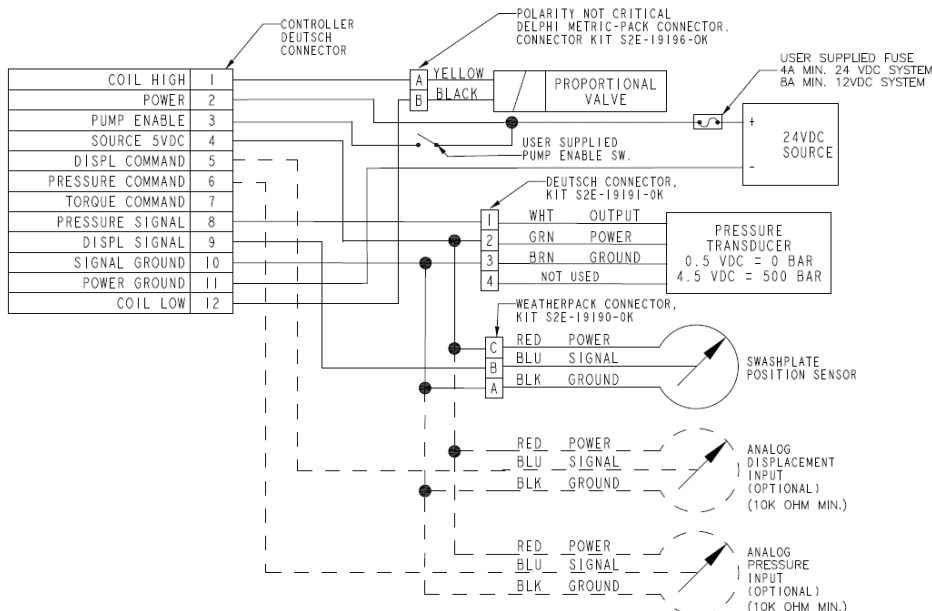 CONTROLLER
DEUTSCH
CONNECTOR
POLARITY NOT CRITICAL
DELPHI METRIC-PACK CONNECTOR.
CONNECTOR KIT S2E-19196-0K
USER SUPPLIED FUSE
4A MIN. 24 VDC SYSTEM
8A MIN. 12VDC SYSTEM
COIL HIGH 1
POWER 2
PUMP ENABLE 3
SOURCE 5VDC 4
DISPL COMMAND 5
PRESSURE COMMAND 6
TORQUE COMMAND 7
PRESSURE SIGNAL 8
DISPL SIGNAL 9
SIGNAL GROUND 10
POWER GROUND 11
COIL LOW 12
A YELLOW
B BLACK
PROPORTIONAL
VALVE
+
24VDC
SOURCE
-
USER SUPPLIED
PUMP ENABLE SW.
DEUTSCH CONNECTOR,
KIT S2E-19191-0K
1 WHT OUTPUT
2 GRN POWER
3 BRN GROUND
4 NOT USED
PRESSURE
TRANSDUCER
0.5 VDC = 0 BAR
4.5 VDC = 500 BAR
WEATHERPACK CONNECTOR,
KIT S2E-19190-0K
C RED POWER
B BLU SIGNAL
A BLK GROUND
SWASHPLATE
POSITION SENSOR
RED POWER
BLU SIGNAL
BLK GROUND
ANALOG
DISPLACEMENT
INPUT
(OPTIONAL)
(10K OHM MIN.)
RED POWER
BLU SIGNAL
BLK GROUND
ANALOG
PRESSURE
INPUT
(OPTIONAL)
(10K OHM MIN.)